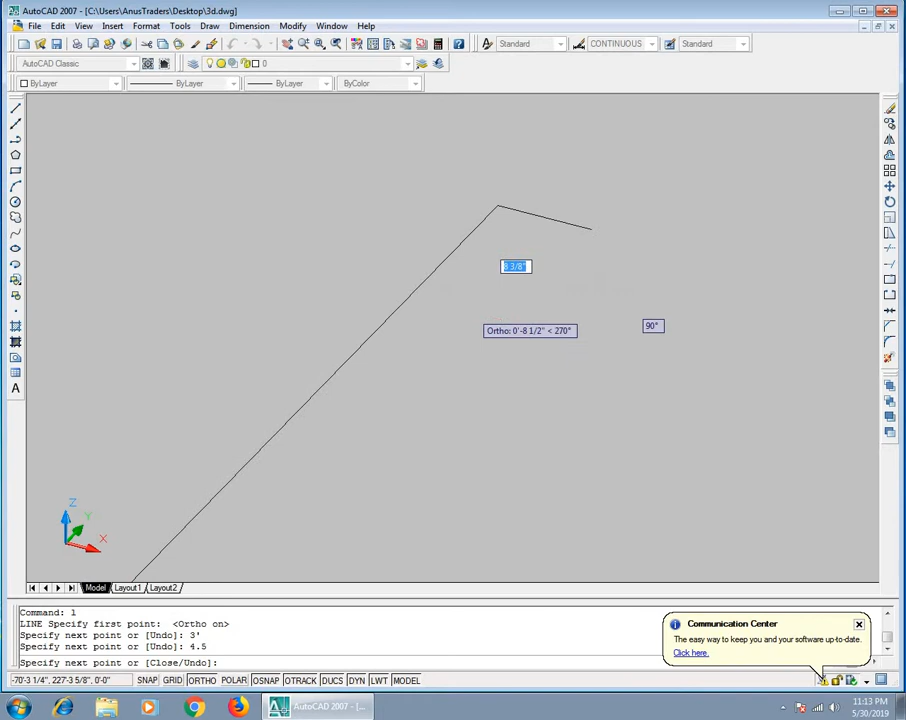 AutoCAD 2007 - [C:\Users\AnusTraders\Desktop\3d.dwg]
File Edit View Insert Format Tools Draw Dimension Modify Window Help
Standard CONTINUOUS Standard
AutoCAD Classic 0
ByLayer ByLayer ByLayer ByColor
8 3/8"
Ortho: 0'-8 1/2" < 270° 90°
A
Z
Y
X
Model Layout1 Layout2
Command: l
LINE Specify first point:  <Ortho on>
Specify next point or [Undo]: 3'
Specify next point or [Undo]: 4.5
Specify next point or [Close/Undo]:
Communication Center
The easy way to keep you and your software up-to-date.
Click here.
-70'-3 1/4", 227-3 5/8", 0'-0" SNAP GRID ORTHO POLAR OSNAP OTRACK DUCS DYN LWT MODEL
AutoCAD 2007 - [...
11:13 PM
5/30/2019